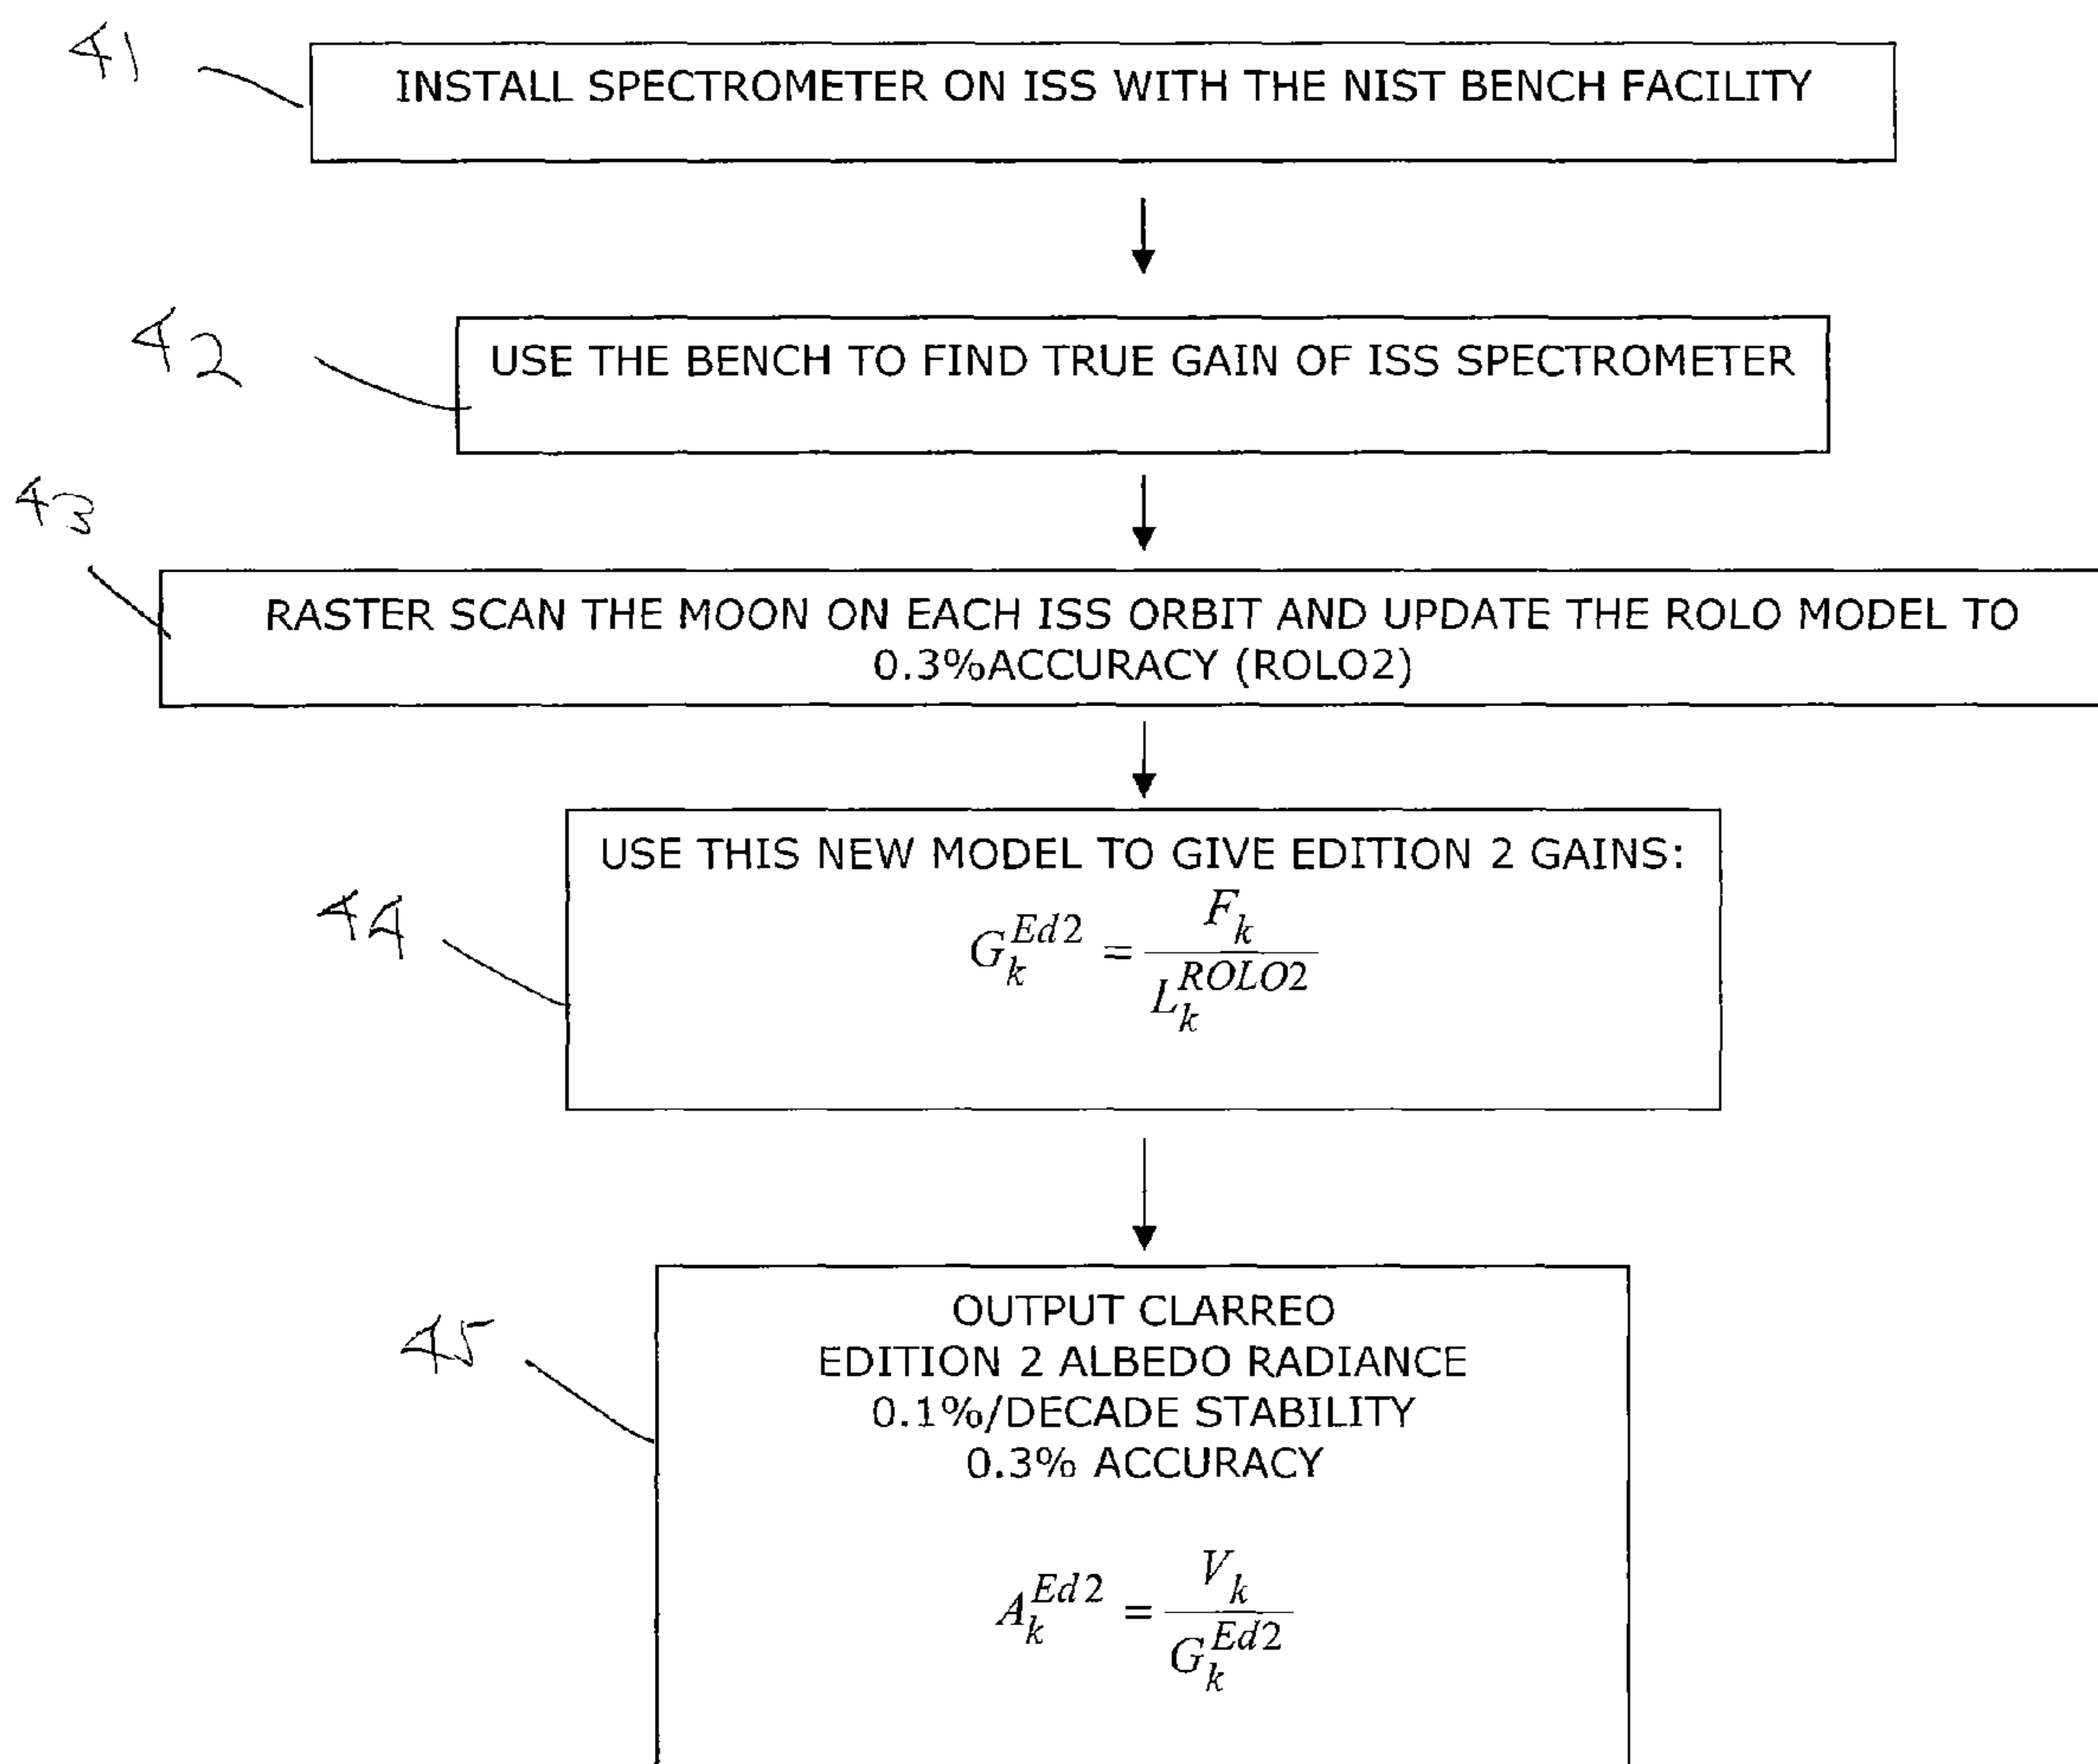 41
INSTALL SPECTROMETER ON ISS WITH THE NIST BENCH FACILITY
42
USE THE BENCH TO FIND TRUE GAIN OF ISS SPECTROMETER
43
RASTER SCAN THE MOON ON EACH ISS ORBIT AND UPDATE THE ROLO MODEL TO
0.3%ACCURACY (ROLO2)
44
USE THIS NEW MODEL TO GIVE EDITION 2 GAINS:
G_k^{Ed2} = \frac{F_k}{L_k^{ROLO2}}
45
OUTPUT CLARREO
EDITION 2 ALBEDO RADIANCE
0.1%/DECADE STABILITY
0.3% ACCURACY
A_k^{Ed2} = \frac{V_k}{G_k^{Ed2}}